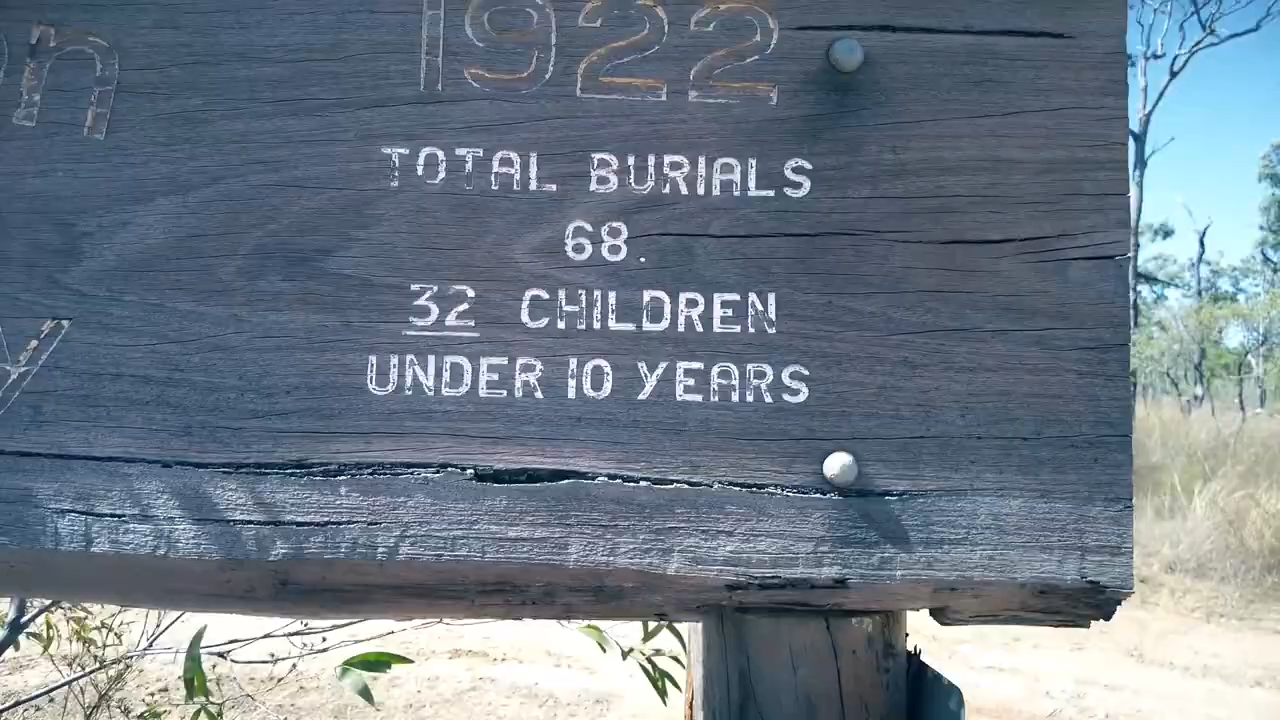 1922
TOTAL BURIALS
68.
32 CHILDREN
UNDER 10 YEARS